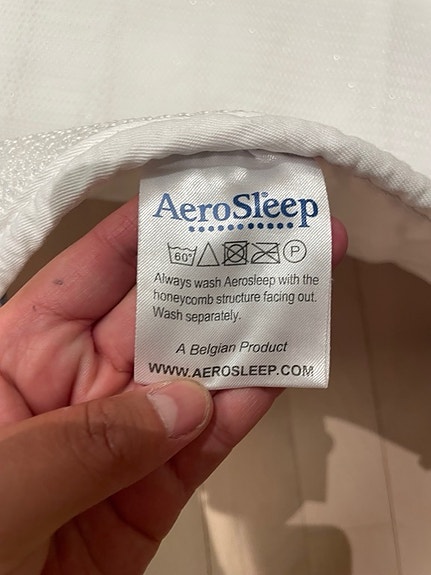 AeroSleep
60° P
Always wash Aerosleep with the
honeycomb structure facing out.
Wash separately.
A Belgian Product
WWW.AEROSLEEP.COM